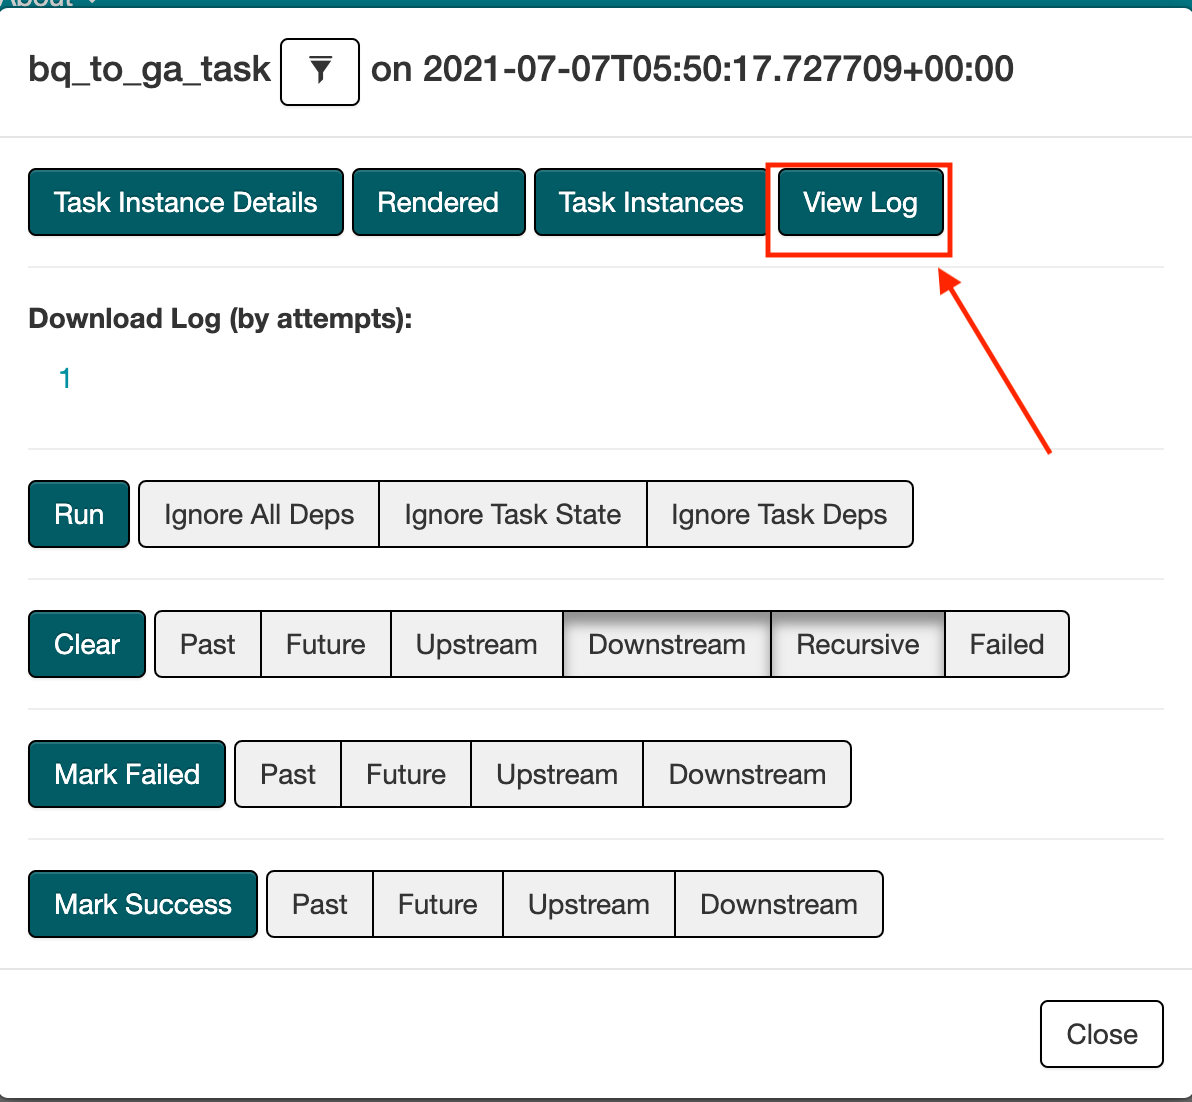 About
bq_to_ga_task on 2021-07-07T05:50:17.727709+00:00
Task Instance Details Rendered Task Instances View Log
Download Log (by attempts):
1
Run Ignore All Deps Ignore Task State Ignore Task Deps
Clear Past Future Upstream Downstream Recursive Failed
Mark Failed Past Future Upstream Downstream
Mark Success Past Future Upstream Downstream
Close